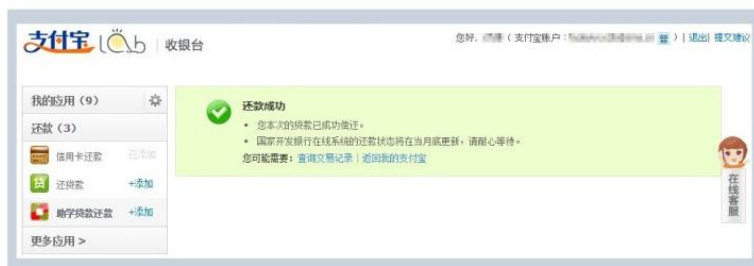 支付宝 Lab | 收银台
您好, （支付宝账户： ）| 退出| 提交建议
我的应用（9）
还款（3）
信用卡还款 已添加
贷 还贷款 +添加
助学贷款还款 +添加
更多应用 >
还款成功
• 您本次的贷款已成功偿还。
• 国家开发银行在线系统的还款状态将在当月底更新，请耐心等待。
您可能需要：查询交易记录 | 返回我的支付宝
在线客服